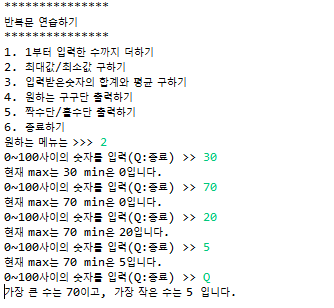 ***************
반복문 연습하기
***************
1. 1부터 입력한 수까지 더하기
2. 최대값/최소값 구하기
3. 입력받은숫자의 합계와 평균 구하기
4. 원하는 구구단 출력하기
5. 짝수단/홀수단 출력하기
6. 종료하기
원하는 메뉴는 >>> 2
0~100사이의 숫자를 입력(Q:종료) >> 30
현재 max는 30 min은 0입니다.
0~100사이의 숫자를 입력(Q:종료) >> 70
현재 max는 70 min은 0입니다.
0~100사이의 숫자를 입력(Q:종료) >> 20
현재 max는 70 min은 20입니다.
0~100사이의 숫자를 입력(Q:종료) >> 5
현재 max는 70 min은 5입니다.
0~100사이의 숫자를 입력(Q:종료) >> Q
가장 큰 수는 70이고, 가장 작은 수는 5 입니다.